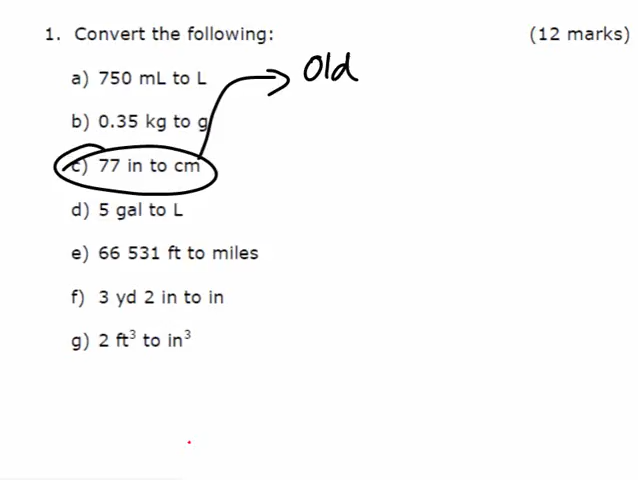 1. Convert the following: (12 marks)
Old
a) 750 mL to L
b) 0.35 kg to g
c) 77 in to cm
d) 5 gal to L
e) 66 531 ft to miles
f) 3 yd 2 in to in
g) 2 ft³ to in³